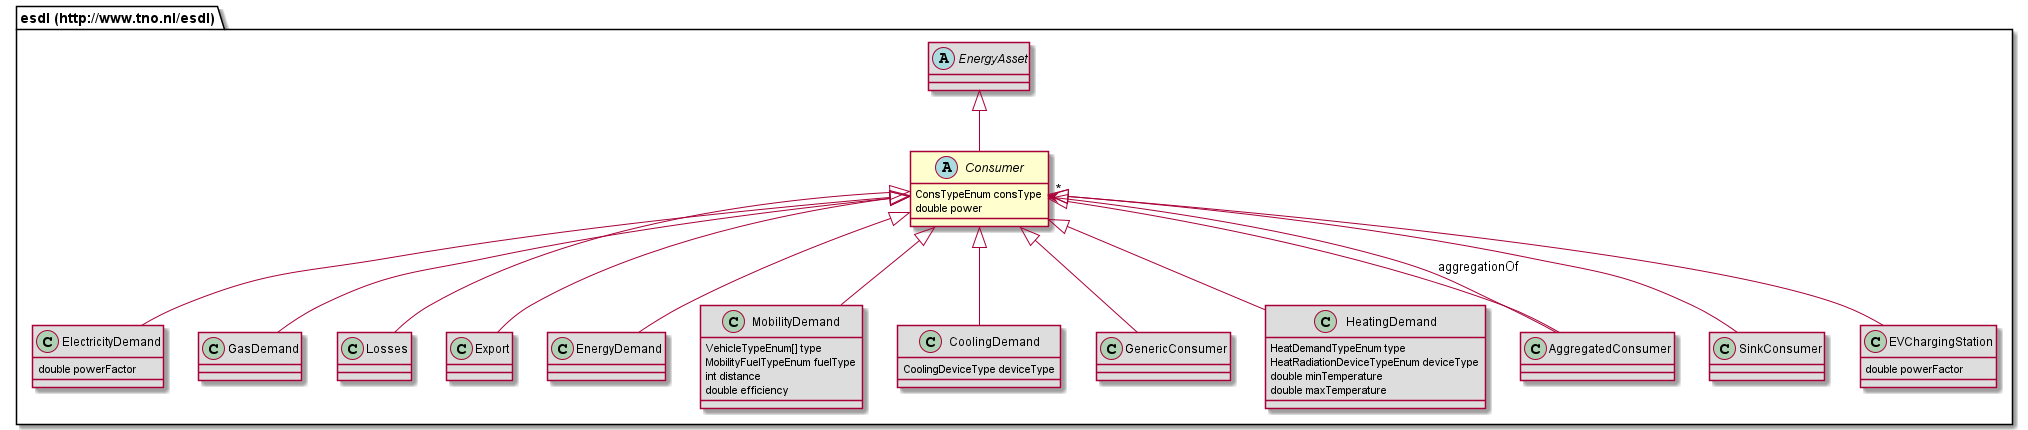 esdl (http://www.tno.nl/esdl)
A EnergyAsset
A Consumer
ConsTypeEnum consType
double power
*
aggregationOf
C ElectricityDemand
double powerFactor
C GasDemand
C Losses
C Export
C EnergyDemand
C MobilityDemand
VehicleTypeEnum[] type
MobilityFuelTypeEnum fuelType
int distance
double efficiency
C CoolingDemand
CoolingDeviceType deviceType
C GenericConsumer
C HeatingDemand
HeatDemandTypeEnum type
HeatRadiationDeviceTypeEnum deviceType
double minTemperature
double maxTemperature
C AggregatedConsumer
C SinkConsumer
C EVChargingStation
double powerFactor